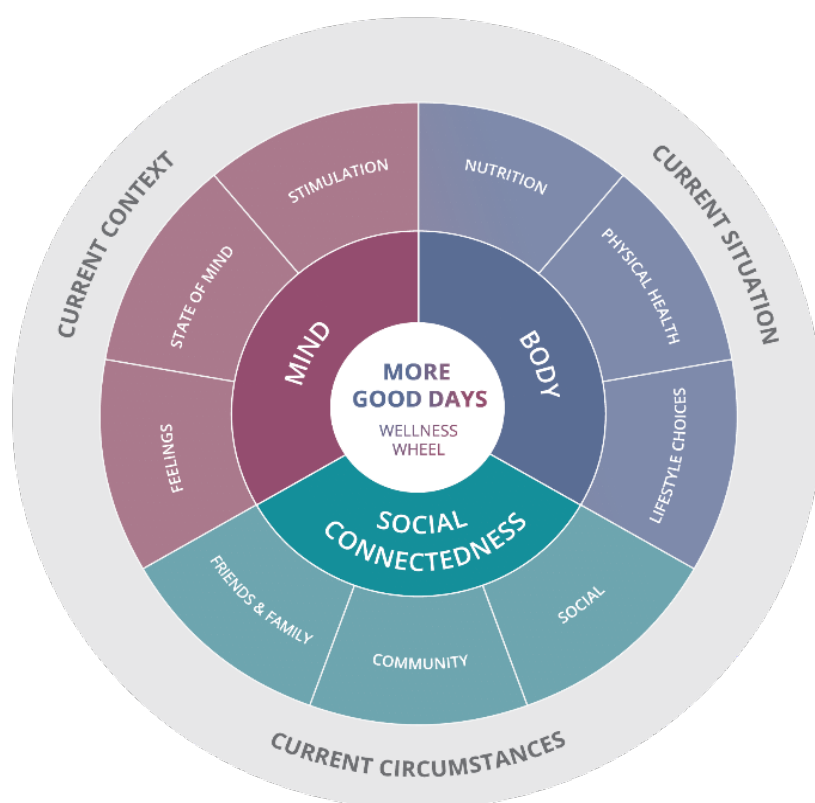 MORE
GOOD DAYS
WELLNESS
WHEEL
MIND
BODY
SOCIAL
CONNECTEDNESS
STIMULATION
NUTRITION
STATE OF MIND
PHYSICAL HEALTH
FEELINGS
LIFESTYLE CHOICES
FRIENDS & FAMILY
COMMUNITY
SOCIAL
CURRENT CONTEXT
CURRENT SITUATION
CURRENT CIRCUMSTANCES